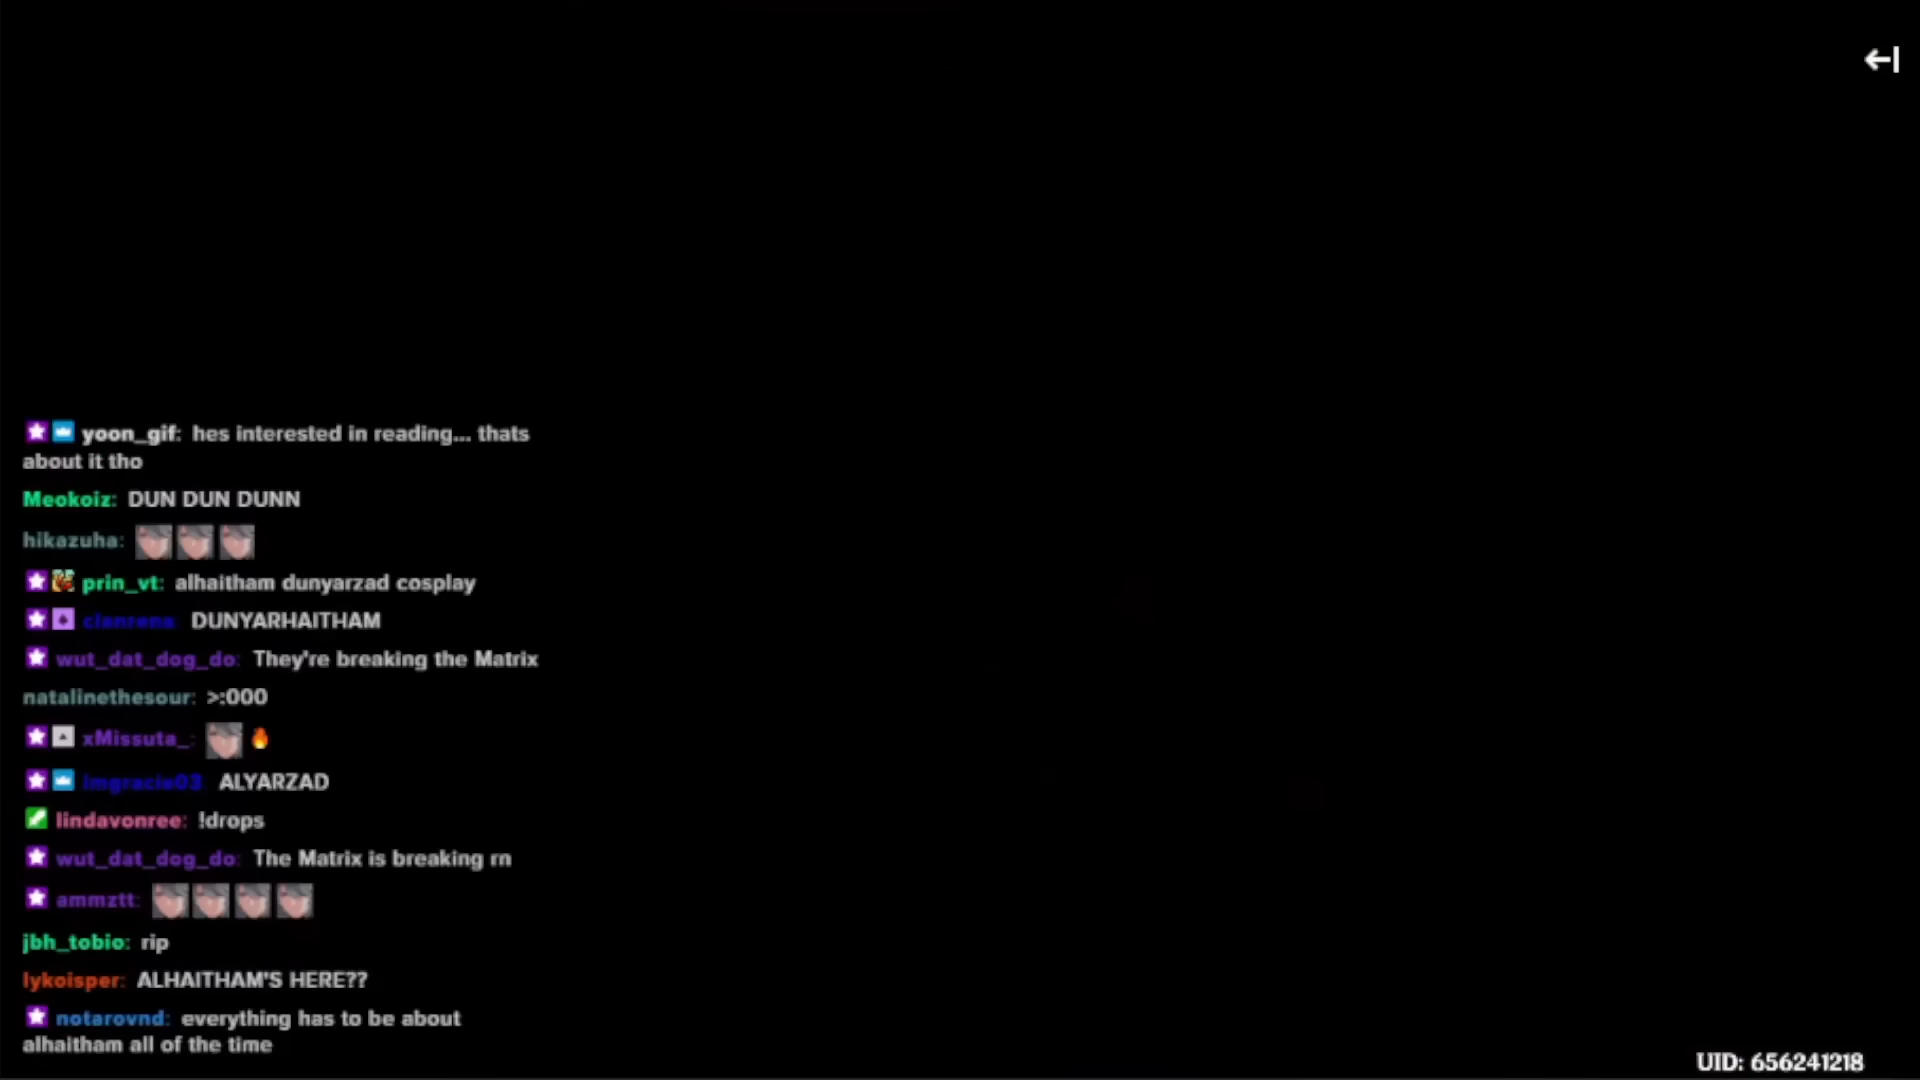 yoon_gif: hes interested in reading... thats
about it tho
Meokoiz: DUN DUN DUNN
hikazuha:
prin_vt: alhaitham dunyarzad cosplay
cianrena: DUNYARHAITHAM
wut_dat_dog_do: They're breaking the Matrix
natalinethesour: >:000
xMissuta_:
imgracie03: ALYARZAD
lindavonree: !drops
wut_dat_dog_do: The Matrix is breaking rn
ammztt:
jbh_tobio: rip
lykoisper: ALHAITHAM'S HERE??
notarovnd: everything has to be about
alhaitham all of the time
UID: 656241218